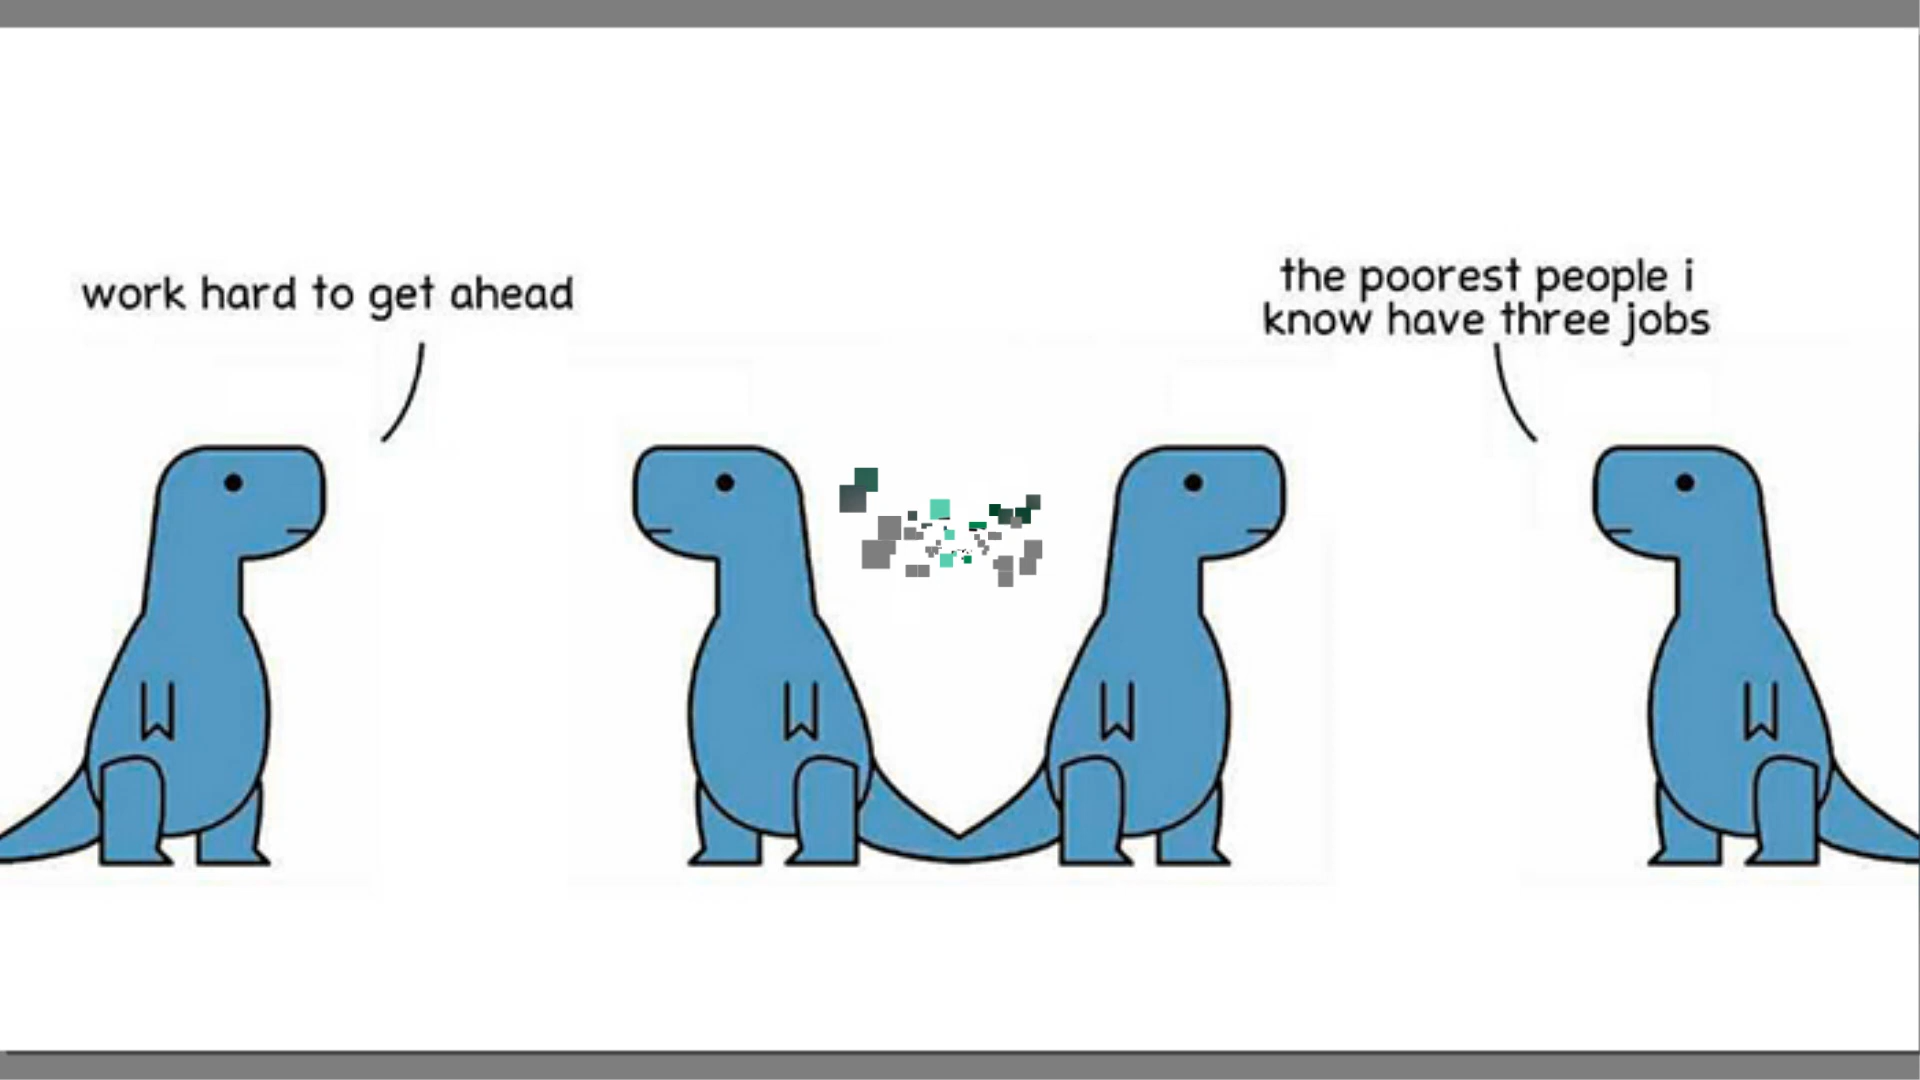 work hard to get ahead
the poorest people i
know have three jobs